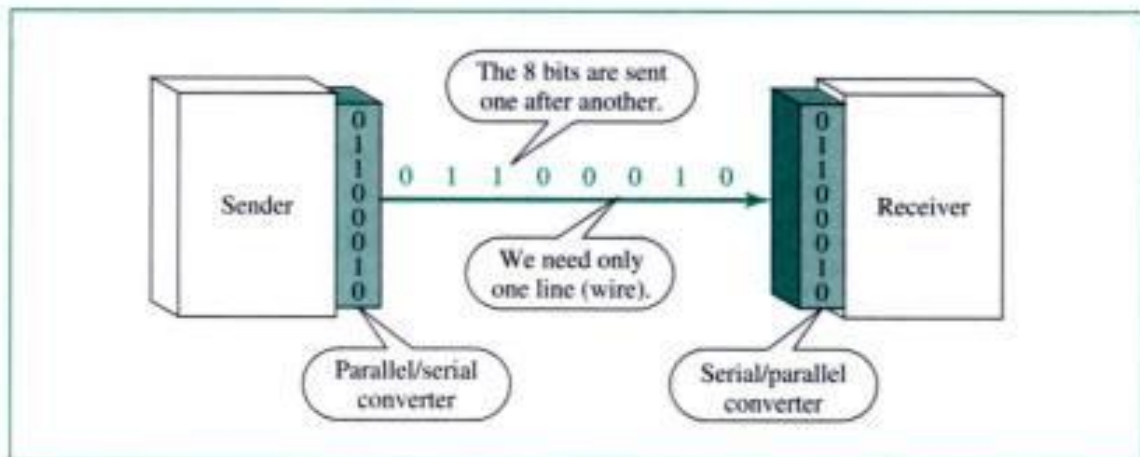 The 8 bits are sent
one after another.
0
1
1
0
0
0
1
0
0 1 1 0 0 0 1 0
0
1
1
0
0
0
1
0
Sender
Receiver
We need only
one line (wire).
Parallel/serial
converter
Serial/parallel
converter